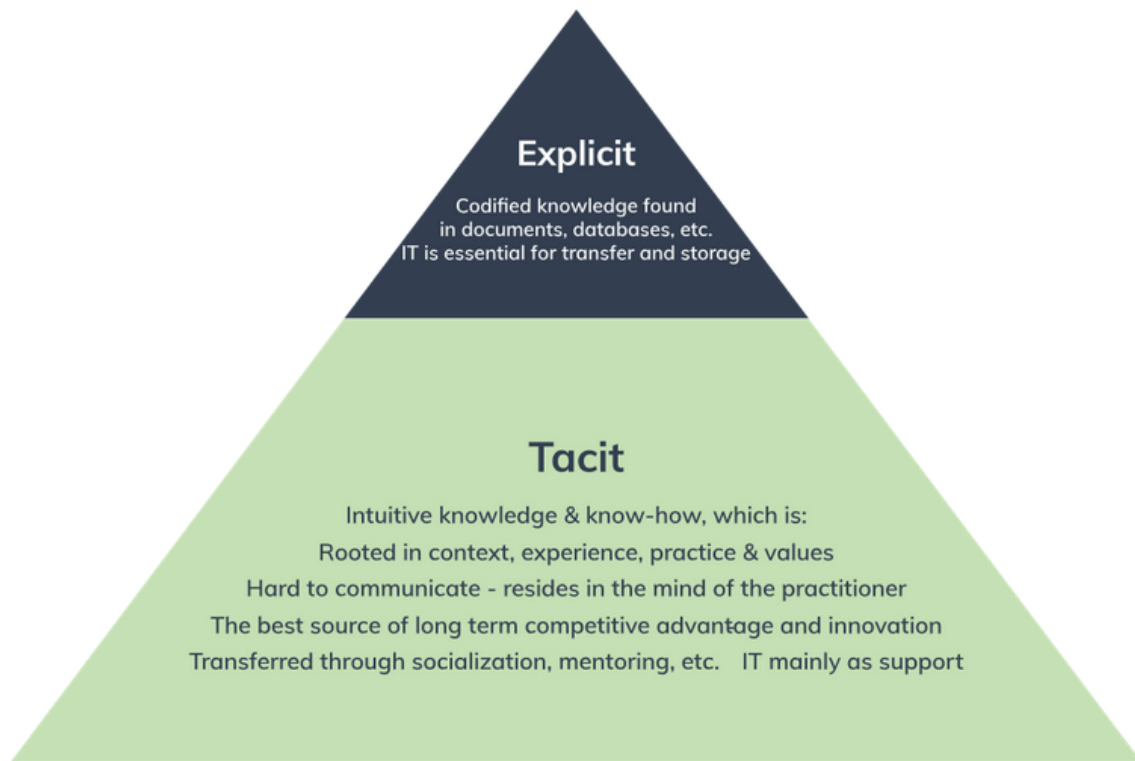 Explicit
Codified knowledge found
in documents, databases, etc.
IT is essential for transfer and storage
Tacit
Intuitive knowledge & know-how, which is:
Rooted in context, experience, practice & values
Hard to communicate - resides in the mind of the practitioner
The best source of long term competitive advantage and innovation
Transferred through socialization, mentoring, etc. IT mainly as support